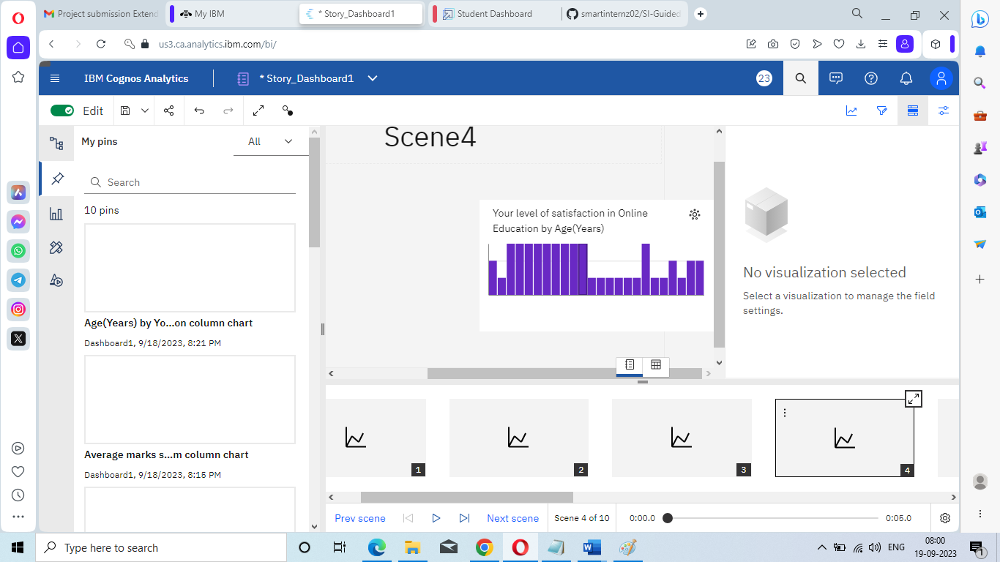 Project submission Extend
My IBM
* Story_Dashboard1
Student Dashboard
smartinternz02/SI-Guided
us3.ca.analytics.ibm.com/bi/
IBM Cognos Analytics
* Story_Dashboard1
23
Edit
My pins
All
Search
10 pins
Age(Years) by Yo...on column chart
Dashboard1, 9/18/2023, 8:21 PM
Average marks s...m column chart
Dashboard1, 9/18/2023, 8:15 PM
Scene4
Your level of satisfaction in Online
Education by Age(Years)
No visualization selected
Select a visualization to manage the field
settings.
1
2
3
4
Prev scene
Next scene
Scene 4 of 10
0:00.0
0:05.0
Type here to search
ENG
08:00
19-09-2023
1